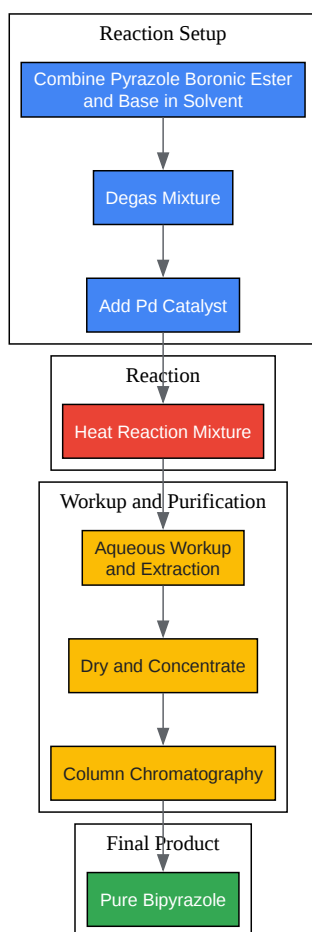 Reaction Setup
Combine Pyrazole Boronic Ester
and Base in Solvent
Degas Mixture
Add Pd Catalyst
Reaction
Heat Reaction Mixture
Workup and Purification
Aqueous Workup
and Extraction
Dry and Concentrate
Column Chromatography
Final Product
Pure Bipyrazole